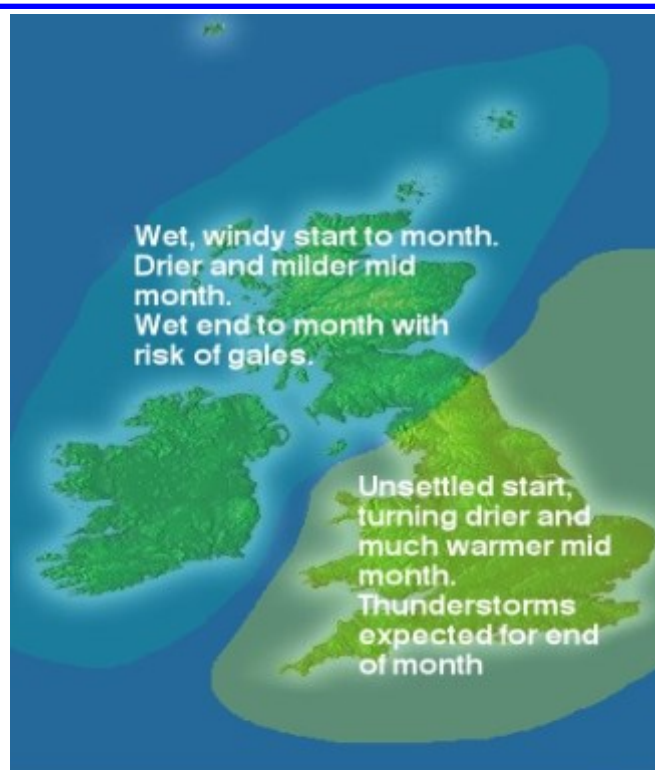 Wet, windy start to month.
Drier and milder mid
month.
Wet end to month with
risk of gales.
Unsettled start,
turning drier and
much warmer mid
month.
Thunderstorms
expected for end
of month